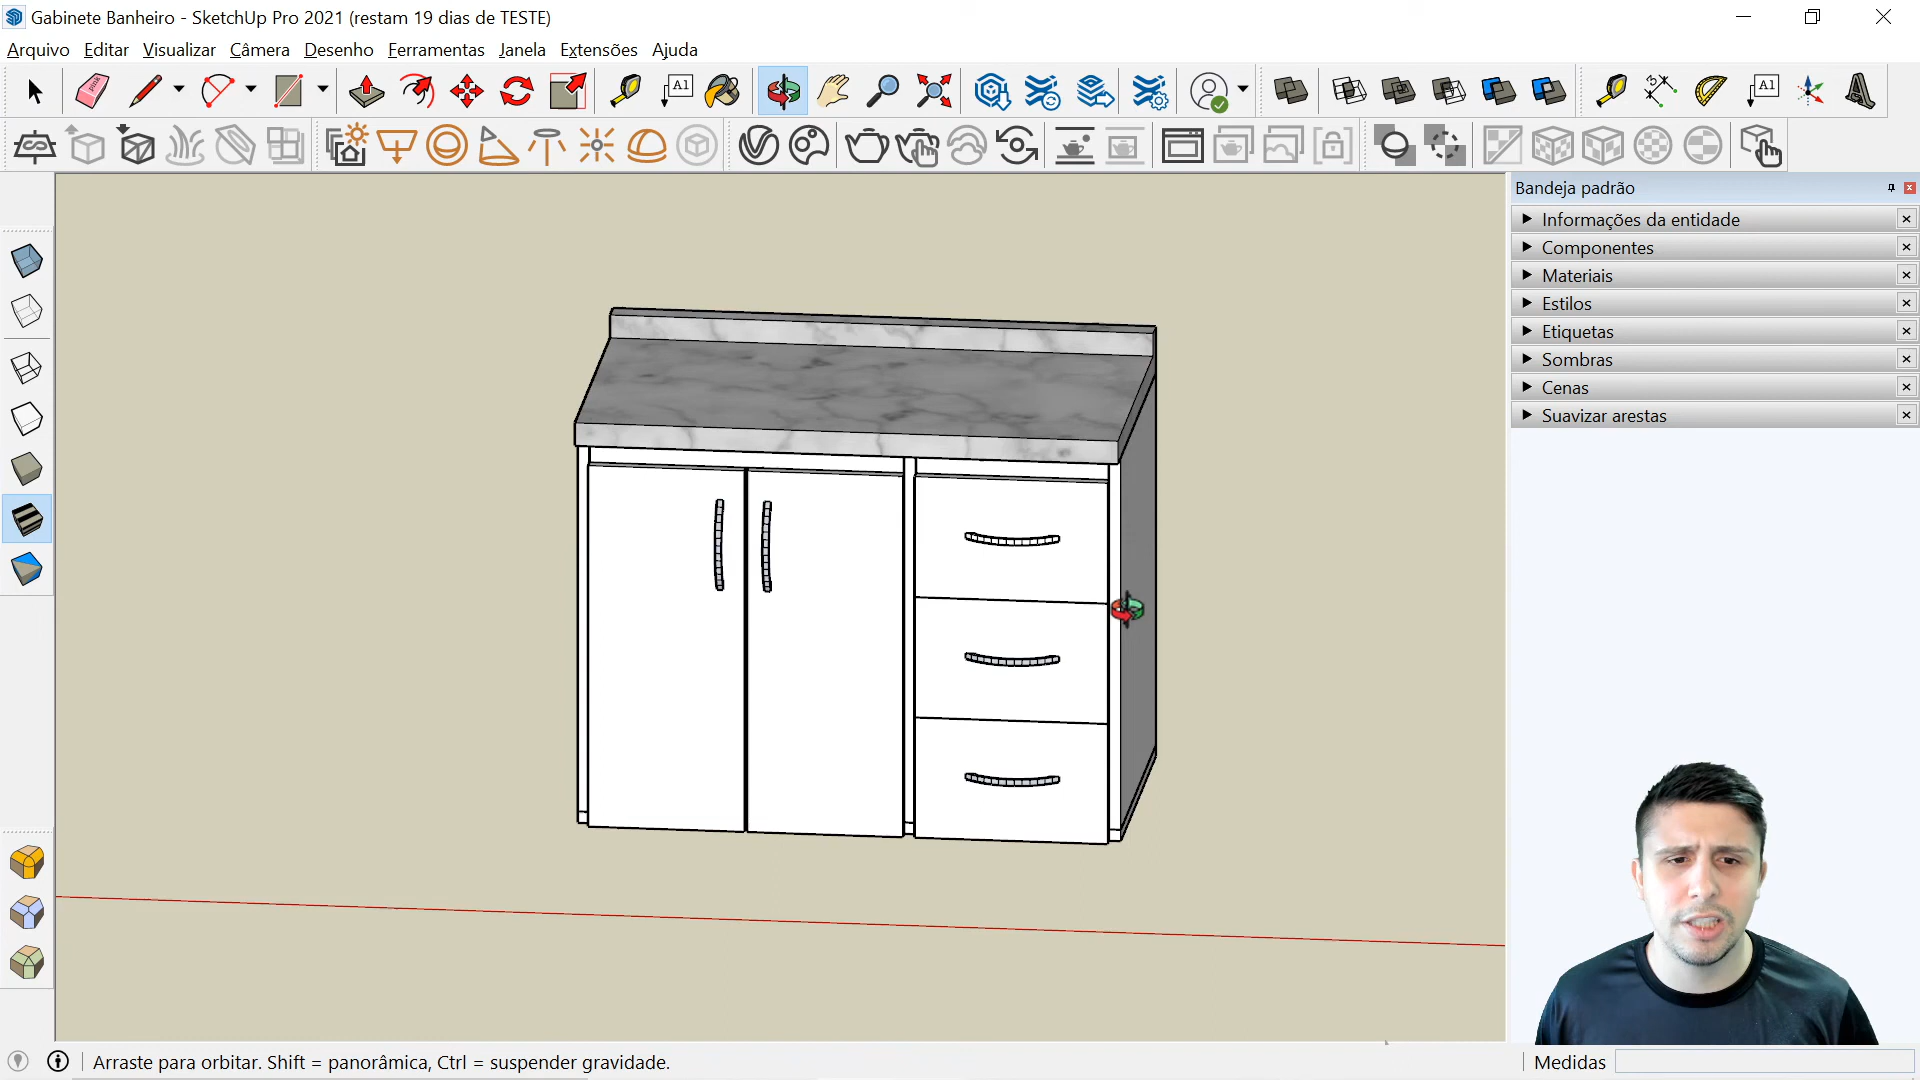 Gabinete Banheiro - SketchUp Pro 2021 (restam 19 dias de TESTE)
Arquivo Editar Visualizar Câmera Desenho Ferramentas Janela Extensões Ajuda
A1
A1
Bandeja padrão
Informações da entidade
Componentes
Materiais
Estilos
Etiquetas
Sombras
Cenas
Suavizar arestas
Arraste para orbitar. Shift = panorâmica, Ctrl = suspender gravidade.
Medidas